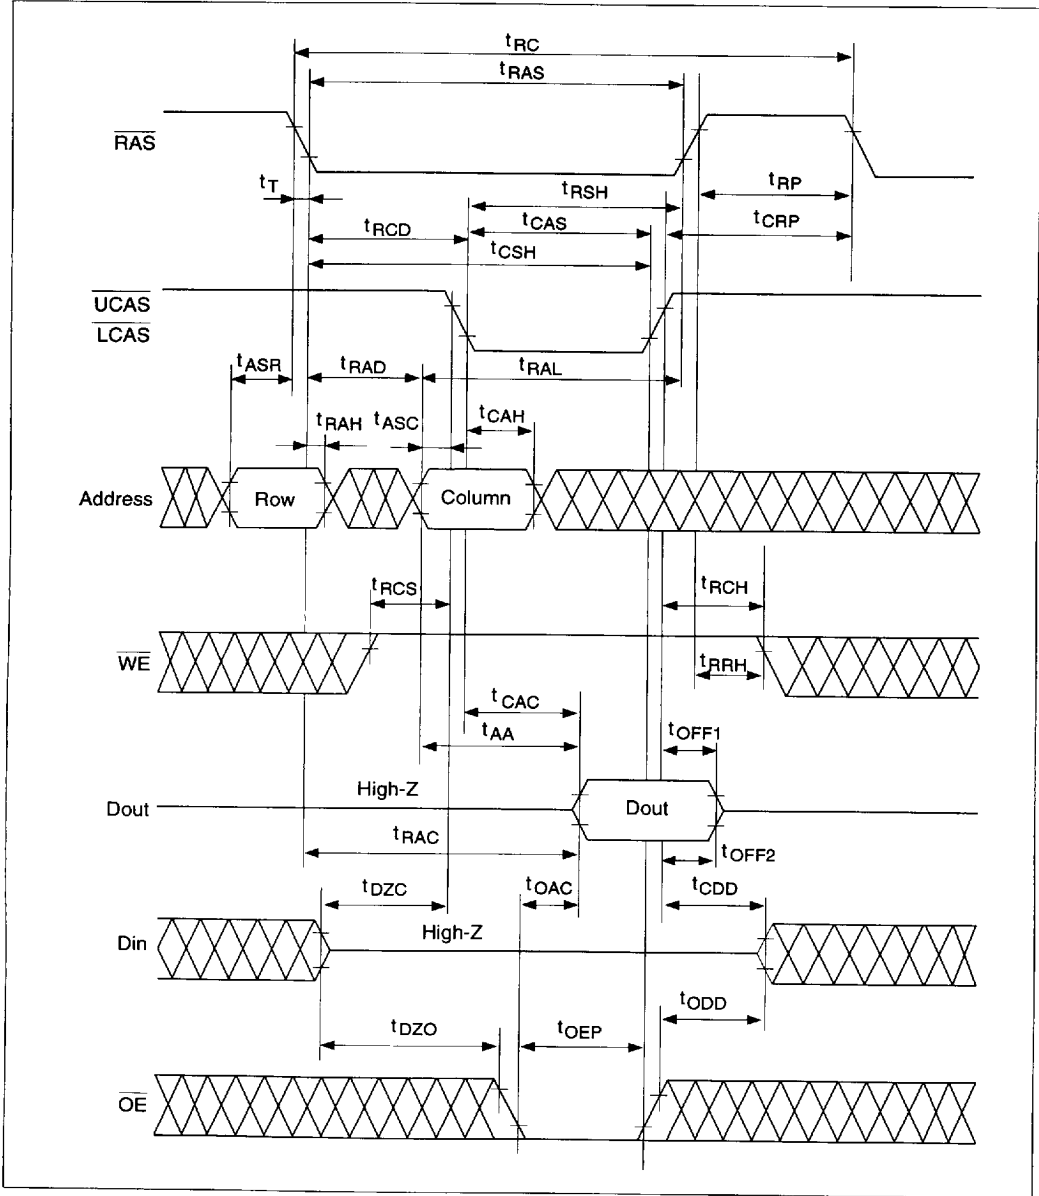 tRC
tRAS
RAS
tT
tRSH
tRP
tRCD
tCAS
tCRP
tCSH
UCAS
LCAS
tASR
tRAD
tRAL
tRAH
tASC
tCAH
Address
Row
Column
tRCS
tRCH
WE
tRRH
tCAC
tAA
tOFF1
High-Z
Dout
Dout
tRAC
tOFF2
tDZC
tOAC
tCDD
Din
High-Z
tODD
tDZO
tOEP
OE